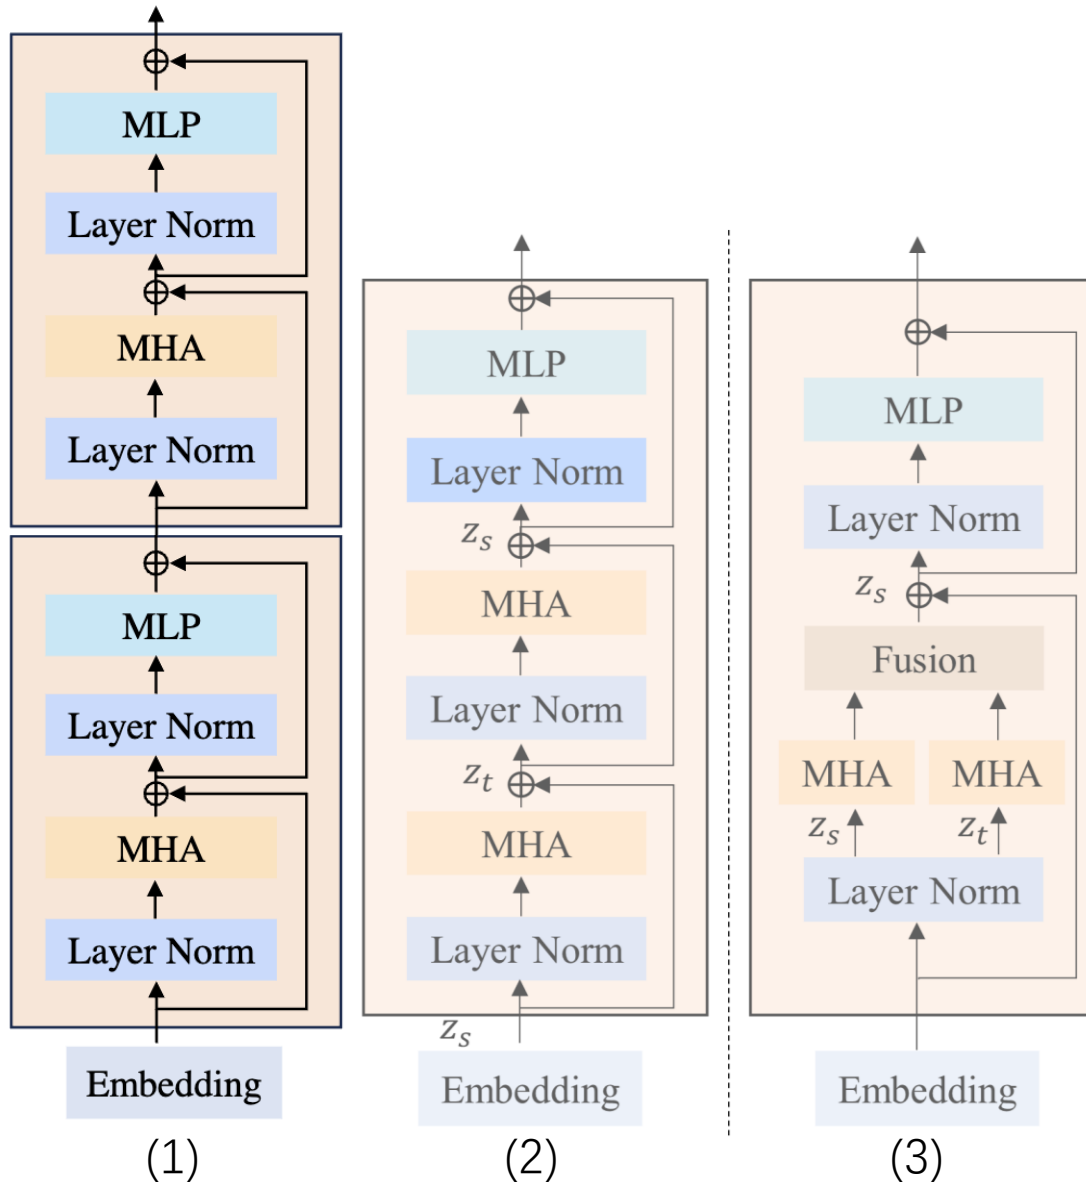 MLP
Layer Norm
MHA
Layer Norm
MLP
Layer Norm
MHA
Layer Norm
Embedding
(1)
MLP
Layer Norm
z_s
MHA
Layer Norm
z_t
MHA
Layer Norm
z_s
Embedding
(2)
MLP
Layer Norm
z_s
Fusion
MHA MHA
z_s z_t
Layer Norm
Embedding
(3)